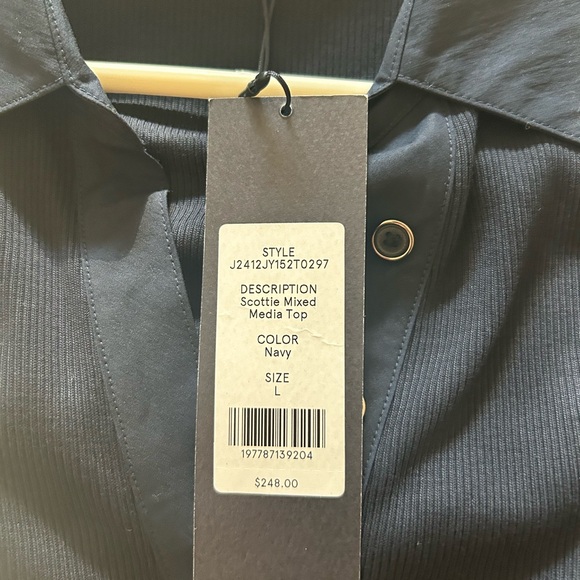 STYLE
J2412JY152T0297
DESCRIPTION
Scottie Mixed
Media Top
COLOR
Navy
SIZE
L
197787139204
$248.00